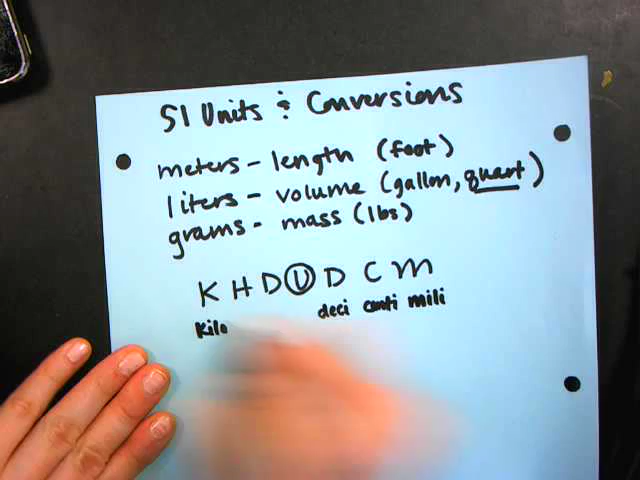 SI Units & Conversions
meters - length (foot)
liters - volume (gallon, quart)
grams - mass (lbs)
K H D U D C M
deci centi mili
Kilo